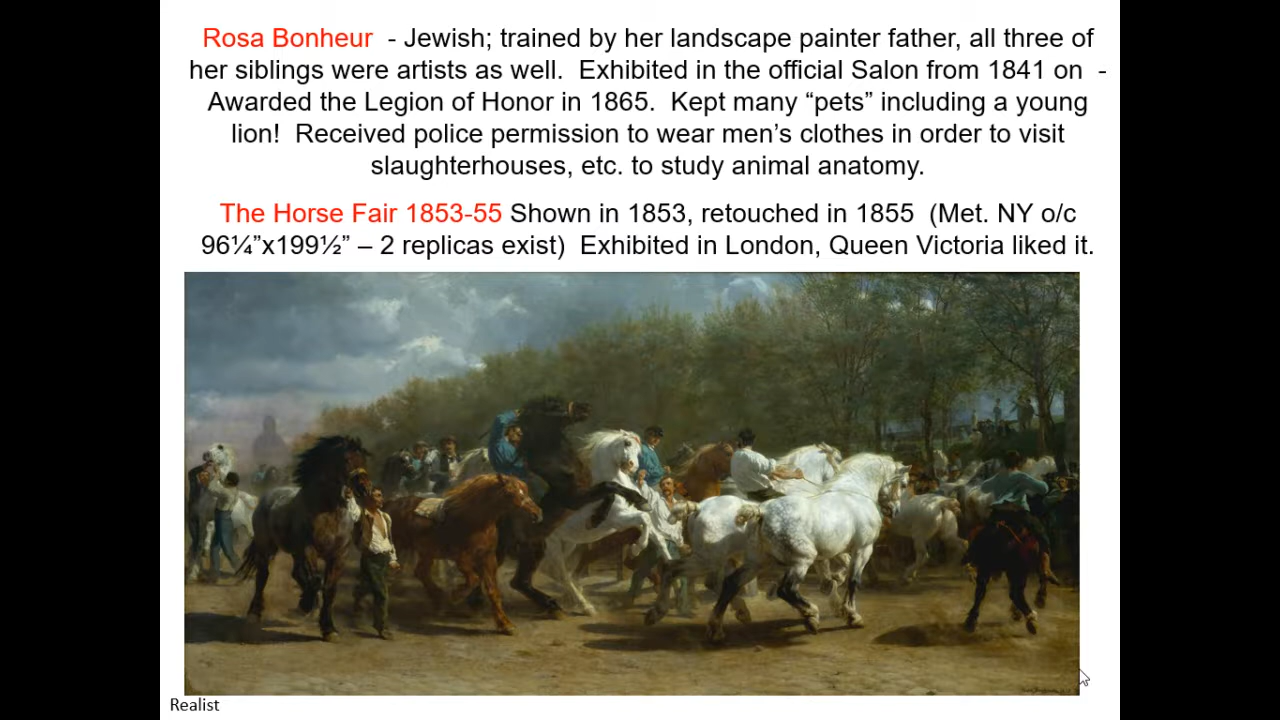 Rosa Bonheur - Jewish; trained by her landscape painter father, all three of
her siblings were artists as well. Exhibited in the official Salon from 1841 on -
Awarded the Legion of Honor in 1865. Kept many “pets” including a young
lion! Received police permission to wear men’s clothes in order to visit
slaughterhouses, etc. to study animal anatomy.
The Horse Fair 1853-55 Shown in 1853, retouched in 1855 (Met. NY o/c
96¼”x199½” – 2 replicas exist) Exhibited in London, Queen Victoria liked it.
Realist